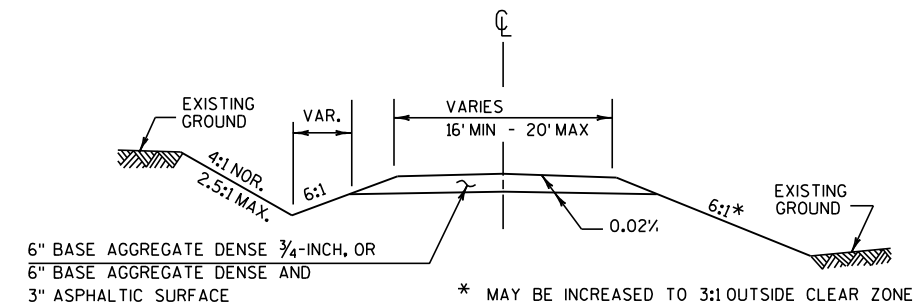 ℄
EXISTING
GROUND
VAR.
VARIES
16' MIN - 20' MAX
4:1 NOR.
2.5:1 MAX.
6:1
6:1*
EXISTING
GROUND
0.02%
6" BASE AGGREGATE DENSE ¾-INCH, OR
6" BASE AGGREGATE DENSE AND
3" ASPHALTIC SURFACE
* MAY BE INCREASED TO 3:1 OUTSIDE CLEAR ZONE